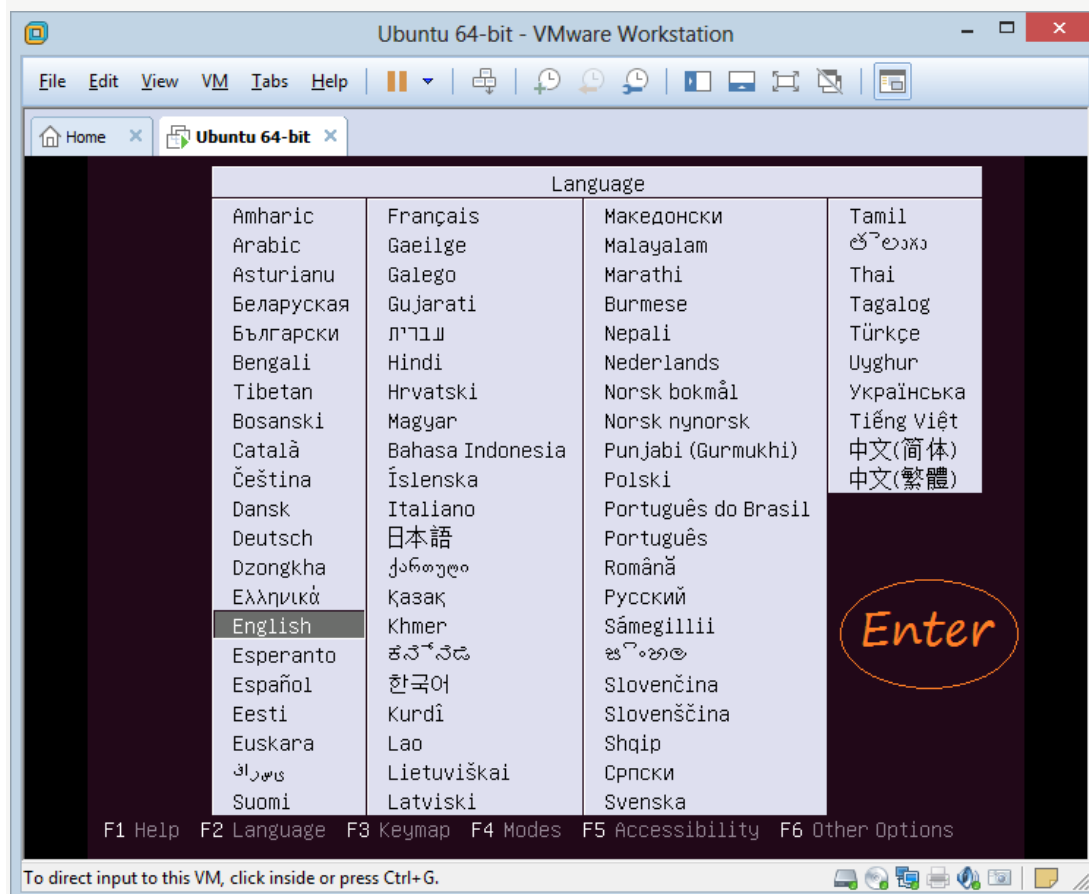 Ubuntu 64-bit - VMware Workstation
File Edit View VM Tabs Help
Home
Ubuntu 64-bit
Language
Amharic
Arabic
Asturianu
Беларуская
Български
Bengali
Tibetan
Bosanski
Català
Čeština
Dansk
Deutsch
Dzongkha
Ελληνικά
English
Esperanto
Español
Eesti
Euskara
فارسی
Suomi
Français
Gaeilge
Galego
Gujarati
עברית
Hindi
Hrvatski
Magyar
Bahasa Indonesia
Íslenska
Italiano
日本語
ქართული
Қазақ
Khmer
ಕನ್ನಡ
한국어
Kurdî
Lao
Lietuviškai
Latviski
Македонски
Malayalam
Marathi
Burmese
Nepali
Nederlands
Norsk bokmål
Norsk nynorsk
Punjabi (Gurmukhi)
Polski
Português do Brasil
Português
Română
Русский
Sámegillii
සිංහල
Slovenčina
Slovenščina
Shqip
Српски
Svenska
Tamil
తెలుగు
Thai
Tagalog
Türkçe
Uyghur
Українська
Tiếng Việt
中文(简体)
中文(繁體)
Enter
F1 Help F2 Language F3 Keymap F4 Modes F5 Accessibility F6 Other Options
To direct input to this VM, click inside or press Ctrl+G.